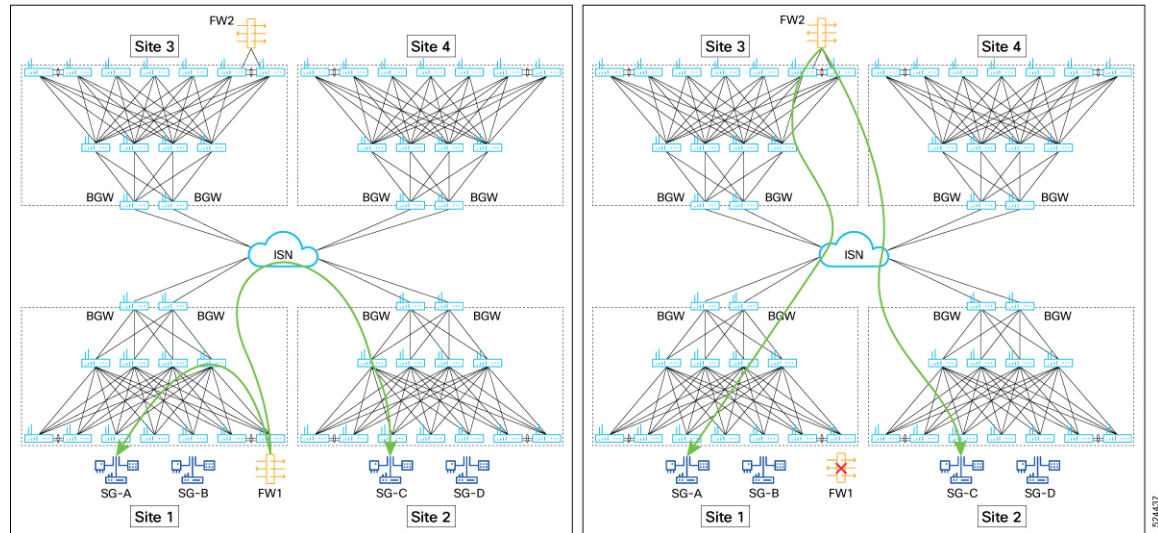 FW2
Site 3
Site 4
BGW
BGW
BGW
BGW
ISN
BGW
BGW
BGW
BGW
SG-A
SG-B
FW1
SG-C
SG-D
Site 1
Site 2
FW2
Site 3
Site 4
BGW
BGW
BGW
BGW
ISN
BGW
BGW
BGW
BGW
SG-A
SG-B
FW1
SG-C
SG-D
Site 1
Site 2
524437